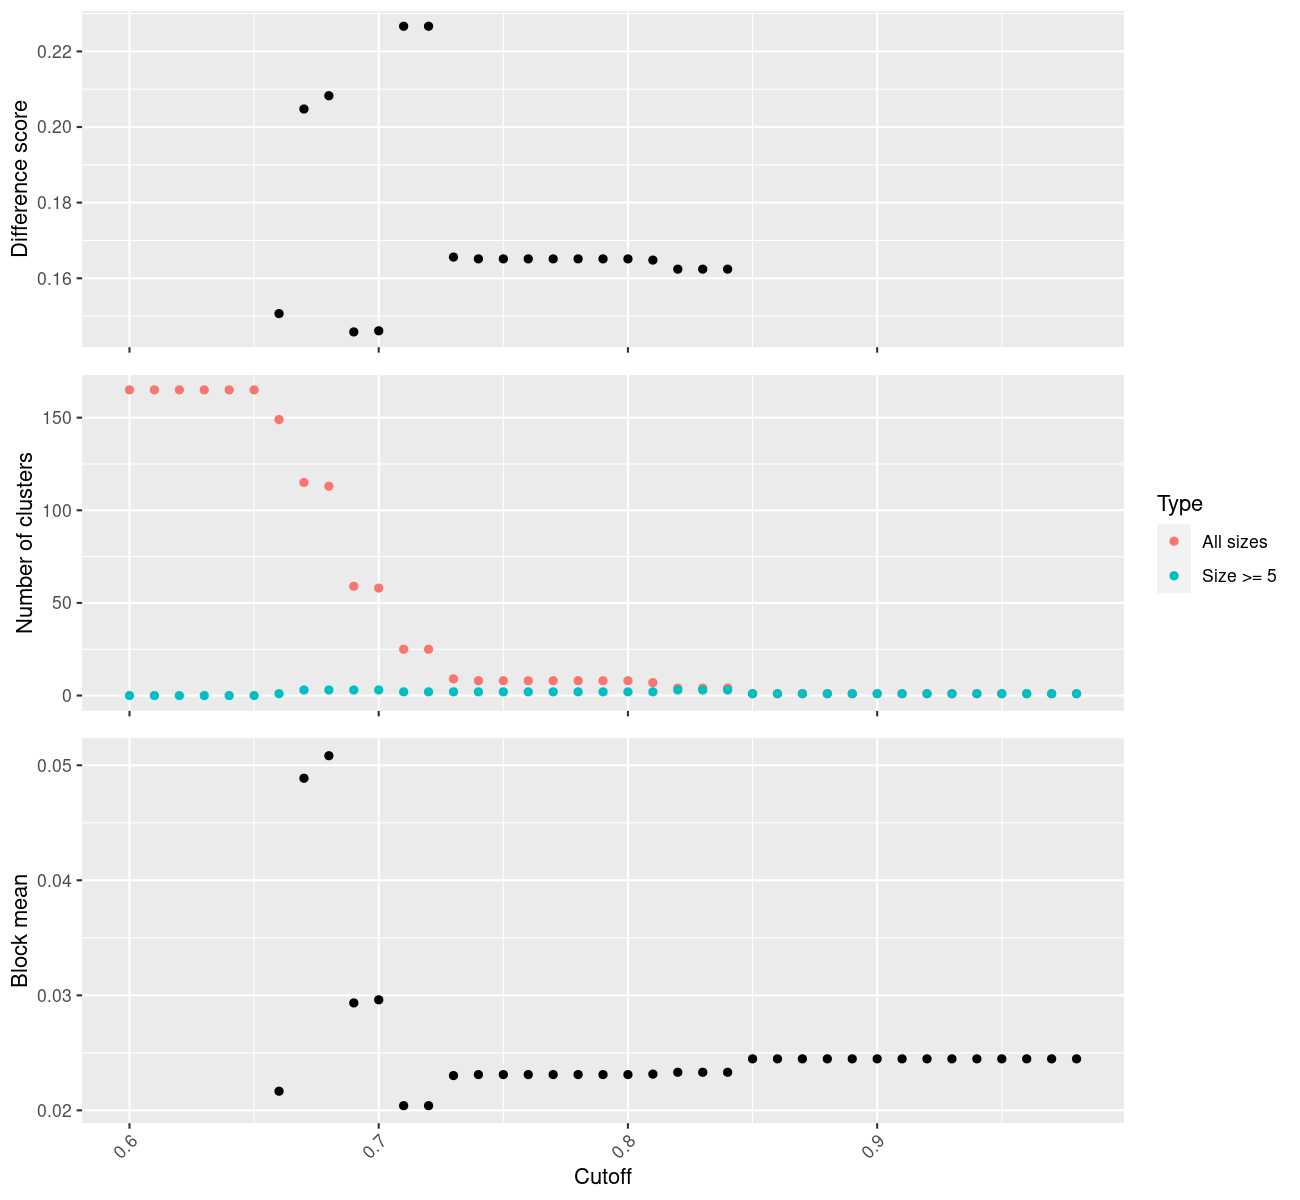 0.22
0.20
0.18
0.16
Difference score
150
100
50
0
Number of clusters
Type
All sizes
Size >= 5
0.05
0.04
0.03
0.02
Block mean
0.6
0.7
0.8
0.9
Cutoff